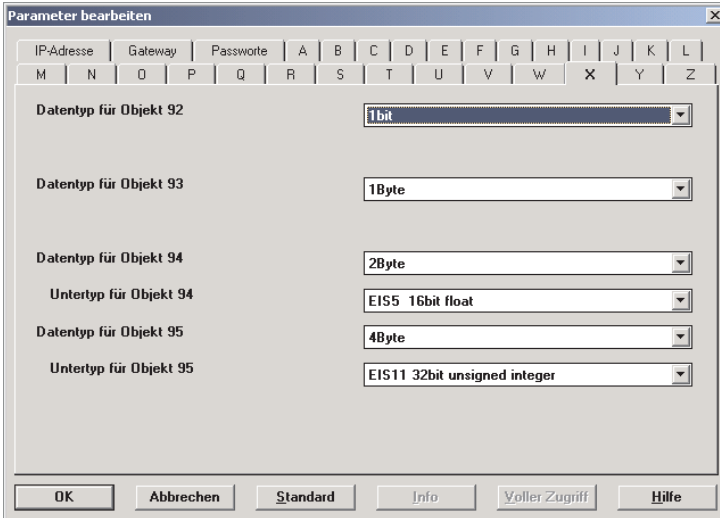 Parameter bearbeiten
IP-Adresse Gateway Passworte A B C D E F G H I J K L
M N O P Q R S T U V W X Y Z
Datentyp für Objekt 92 1bit
Datentyp für Objekt 93 1Byte
Datentyp für Objekt 94 2Byte
Untertyp für Objekt 94 EIS5 16bit float
Datentyp für Objekt 95 4Byte
Untertyp für Objekt 95 EIS11 32bit unsigned integer
OK Abbrechen Standard Info Voller Zugriff Hilfe